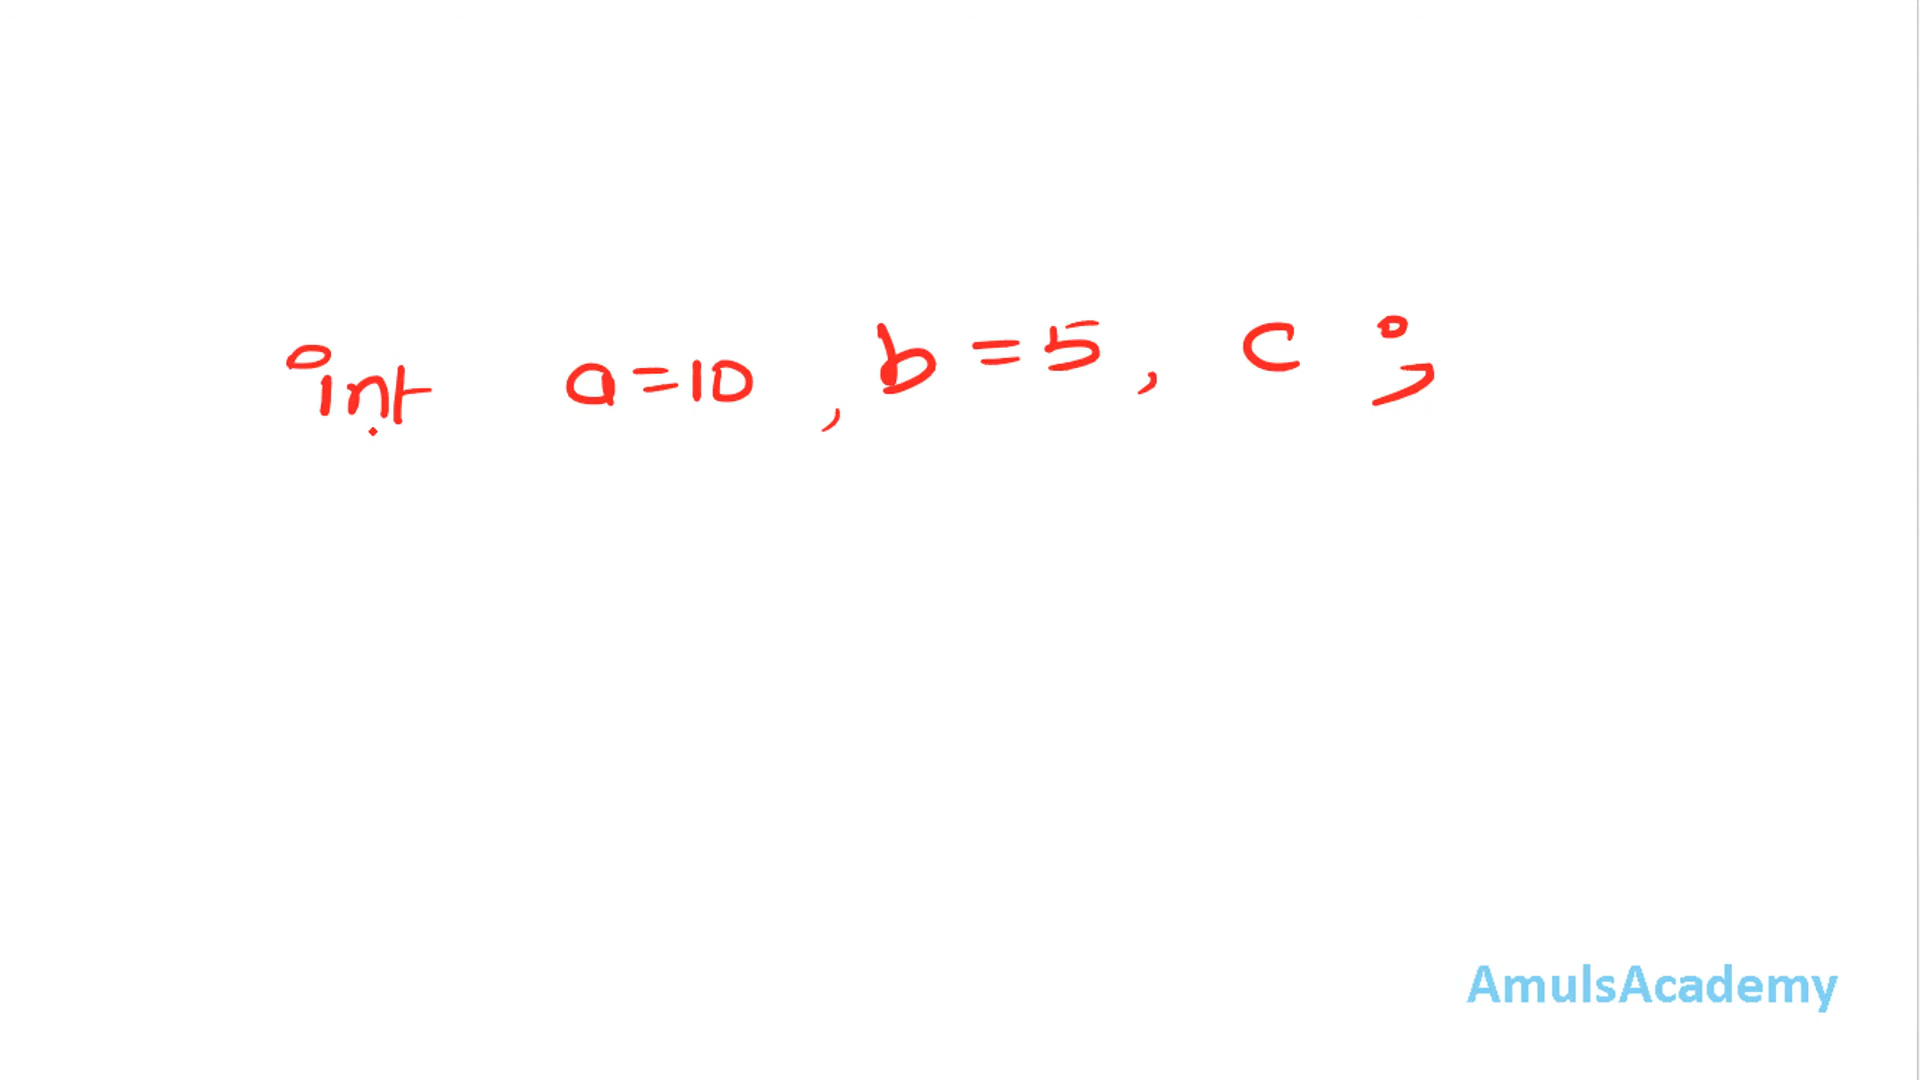 int a=10, b=5, c;
AmulsAcademy